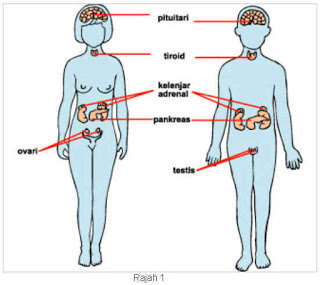 pituitari
tiroid
kelenjar
adrenal
pankreas
ovari
testis
Rajah 1